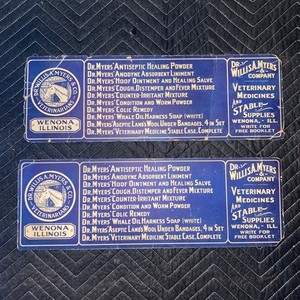 DR. WILLIS A. MYERS & CO.
VETERINARIANS
WENONA
ILLINOIS
DR. MYERS' ANTISEPTIC HEALING POWDER
DR. MYERS' ANODYNE ABSORBENT LINIMENT
DR. MYERS' HOOF OINTMENT AND HEALING SALVE
DR. MYERS' COUGH, DISTEMPER AND FEVER MIXTURE
DR. MYERS' COUNTER-IRRITANT MIXTURE
DR. MYERS' CONDITION AND WORM POWDER
DR. MYERS' COLIC REMEDY
DR. MYERS' WHALE OIL HARNESS SOAP (WHITE)
DR. MYERS' ASEPTIC LAMBS WOOL UNDER BANDAGES, 4 IN SET
DR. MYERS' VETERINARY MEDICINE STABLE CASE, COMPLETE
DR.
WILLIS A. MYERS
& COMPANY
VETERINARY
MEDICINES
AND
STABLE
SUPPLIES
WENONA, - ILL.
WRITE FOR
FREE BOOKLET
DR. WILLIS A. MYERS & CO.
VETERINARIANS
WENONA
ILLINOIS
DR. MYERS' ANTISEPTIC HEALING POWDER
DR. MYERS' ANODYNE ABSORBENT LINIMENT
DR. MYERS' HOOF OINTMENT AND HEALING SALVE
DR. MYERS' COUGH, DISTEMPER AND FEVER MIXTURE
DR. MYERS' COUNTER-IRRITANT MIXTURE
DR. MYERS' CONDITION AND WORM POWDER
DR. MYERS' COLIC REMEDY
DR. MYERS' WHALE OIL HARNESS SOAP (WHITE)
DR. MYERS' ASEPTIC LAMBS WOOL UNDER BANDAGES, 4 IN SET
DR. MYERS' VETERINARY MEDICINE STABLE CASE, COMPLETE
DR.
WILLIS A. MYERS
& COMPANY
VETERINARY
MEDICINES
AND
STABLE
SUPPLIES
WENONA, - ILL.
WRITE FOR
FREE BOOKLET